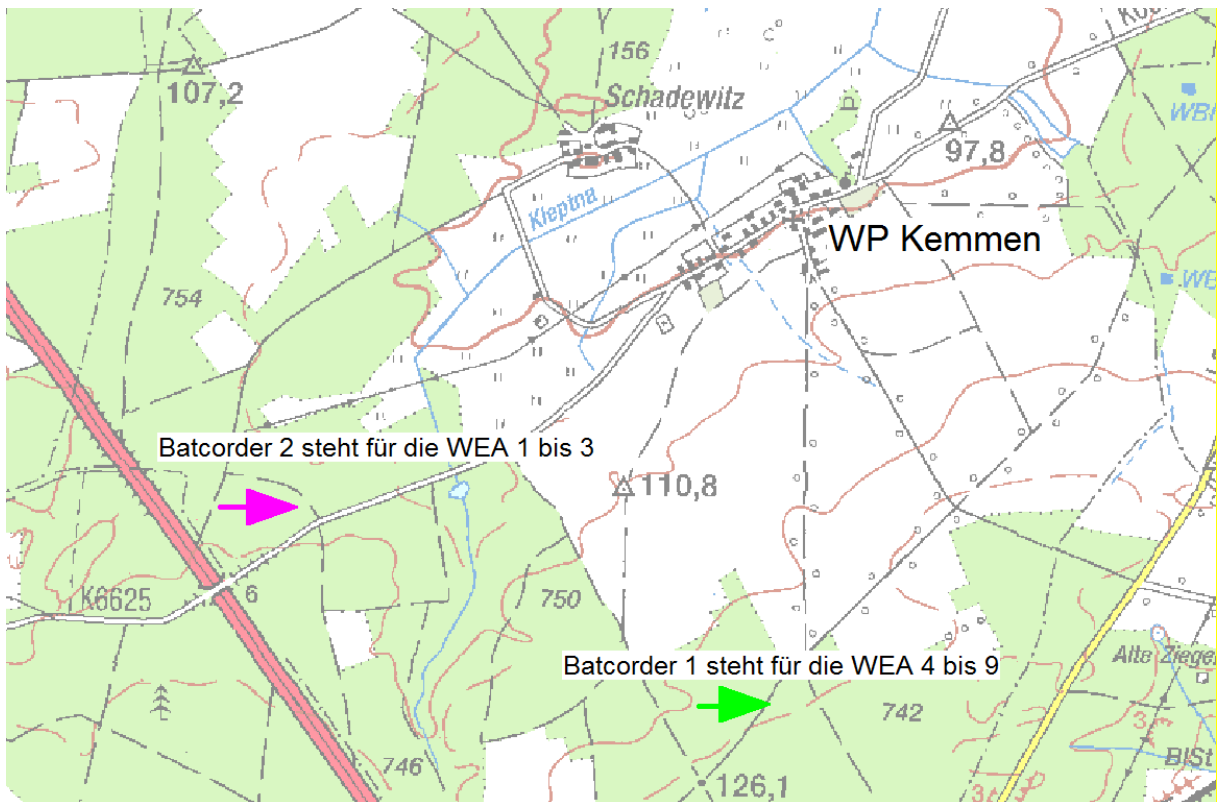 156
107,2
Schadewitz
97,8
Kleptna
WP Kemmen
754
Batcorder 2 steht für die WEA 1 bis 3
110,8
K6625
6
750
Batcorder 1 steht für die WEA 4 bis 9
Alte Ziege
742
3
746
126,1
BlSt
3